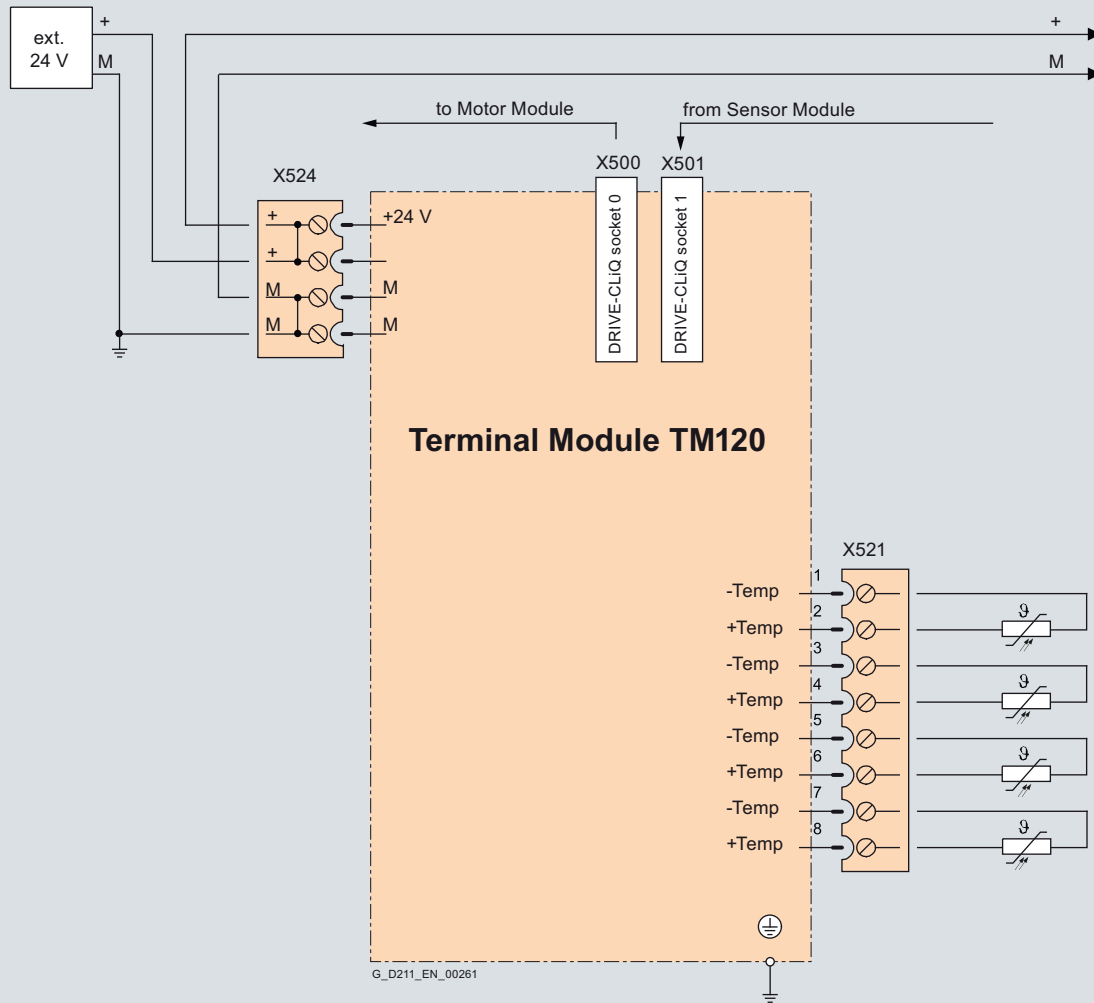 +
+
ext.
24 V
M
M
to Motor Module
from Sensor Module
X500
X501
X524
DRIVE-CLiQ socket 0
DRIVE-CLiQ socket 1
+
+24 V
+
M
M
M
M
Terminal Module TM120
X521
1
-Temp
ϑ
2
+Temp
3
-Temp
ϑ
4
+Temp
5
-Temp
ϑ
6
+Temp
7
-Temp
ϑ
8
+Temp
G_D211_EN_00261